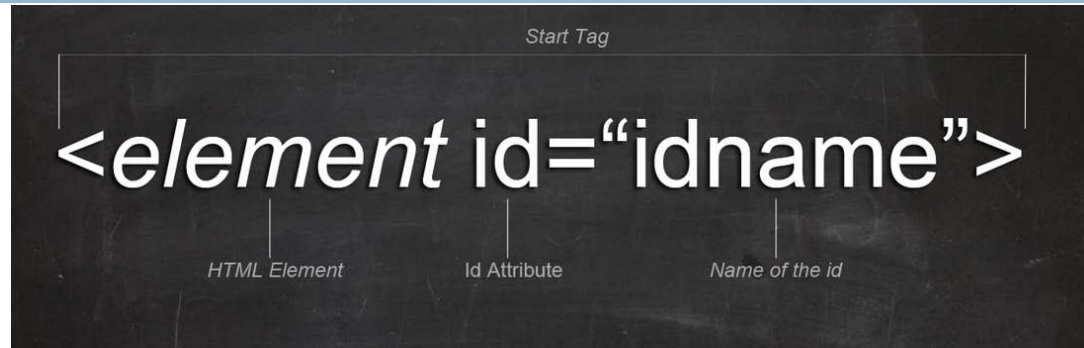 Start Tag
<element id=“idname”>
HTML Element Id Attribute Name of the id